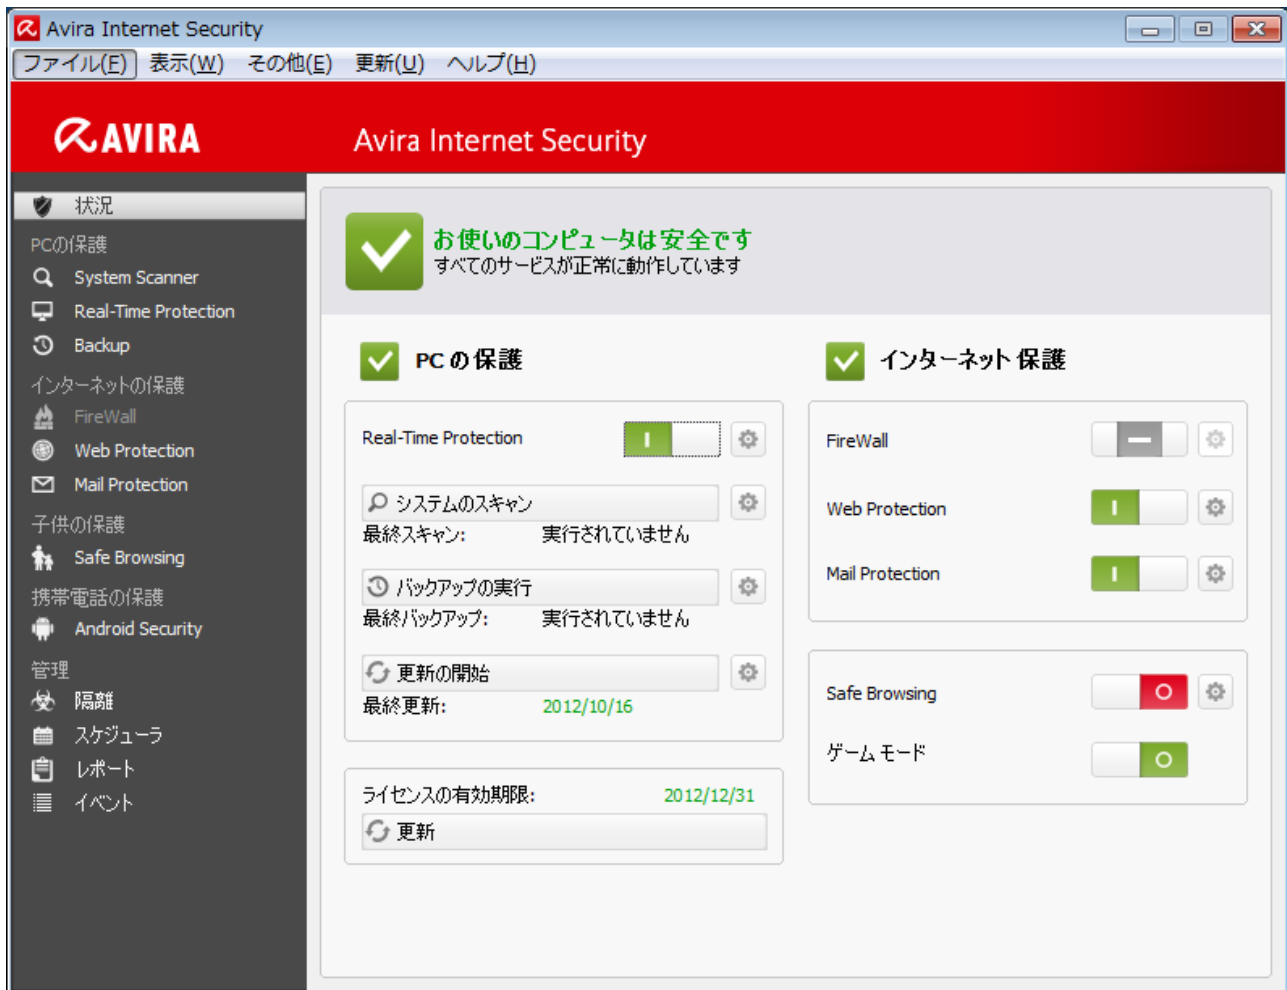 Avira Internet Security
ファイル(F) 表示(W) その他(E) 更新(U) ヘルプ(H)
AVIRA
Avira Internet Security
状況
PCの保護
System Scanner
Real-Time Protection
Backup
インターネットの保護
FireWall
Web Protection
Mail Protection
子供の保護
Safe Browsing
携帯電話の保護
Android Security
管理
隔離
スケジューラ
レポート
イベント
お使いのコンピュータは安全です
すべてのサービスが正常に動作しています
PC の 保護
Real-Time Protection
システムのスキャン
最終スキャン: 実行されていません
バックアップの実行
最終バックアップ: 実行されていません
更新の開始
最終更新: 2012/10/16
ライセンスの有効期限: 2012/12/31
更新
インターネット 保護
FireWall
Web Protection
Mail Protection
Safe Browsing
ゲーム モード